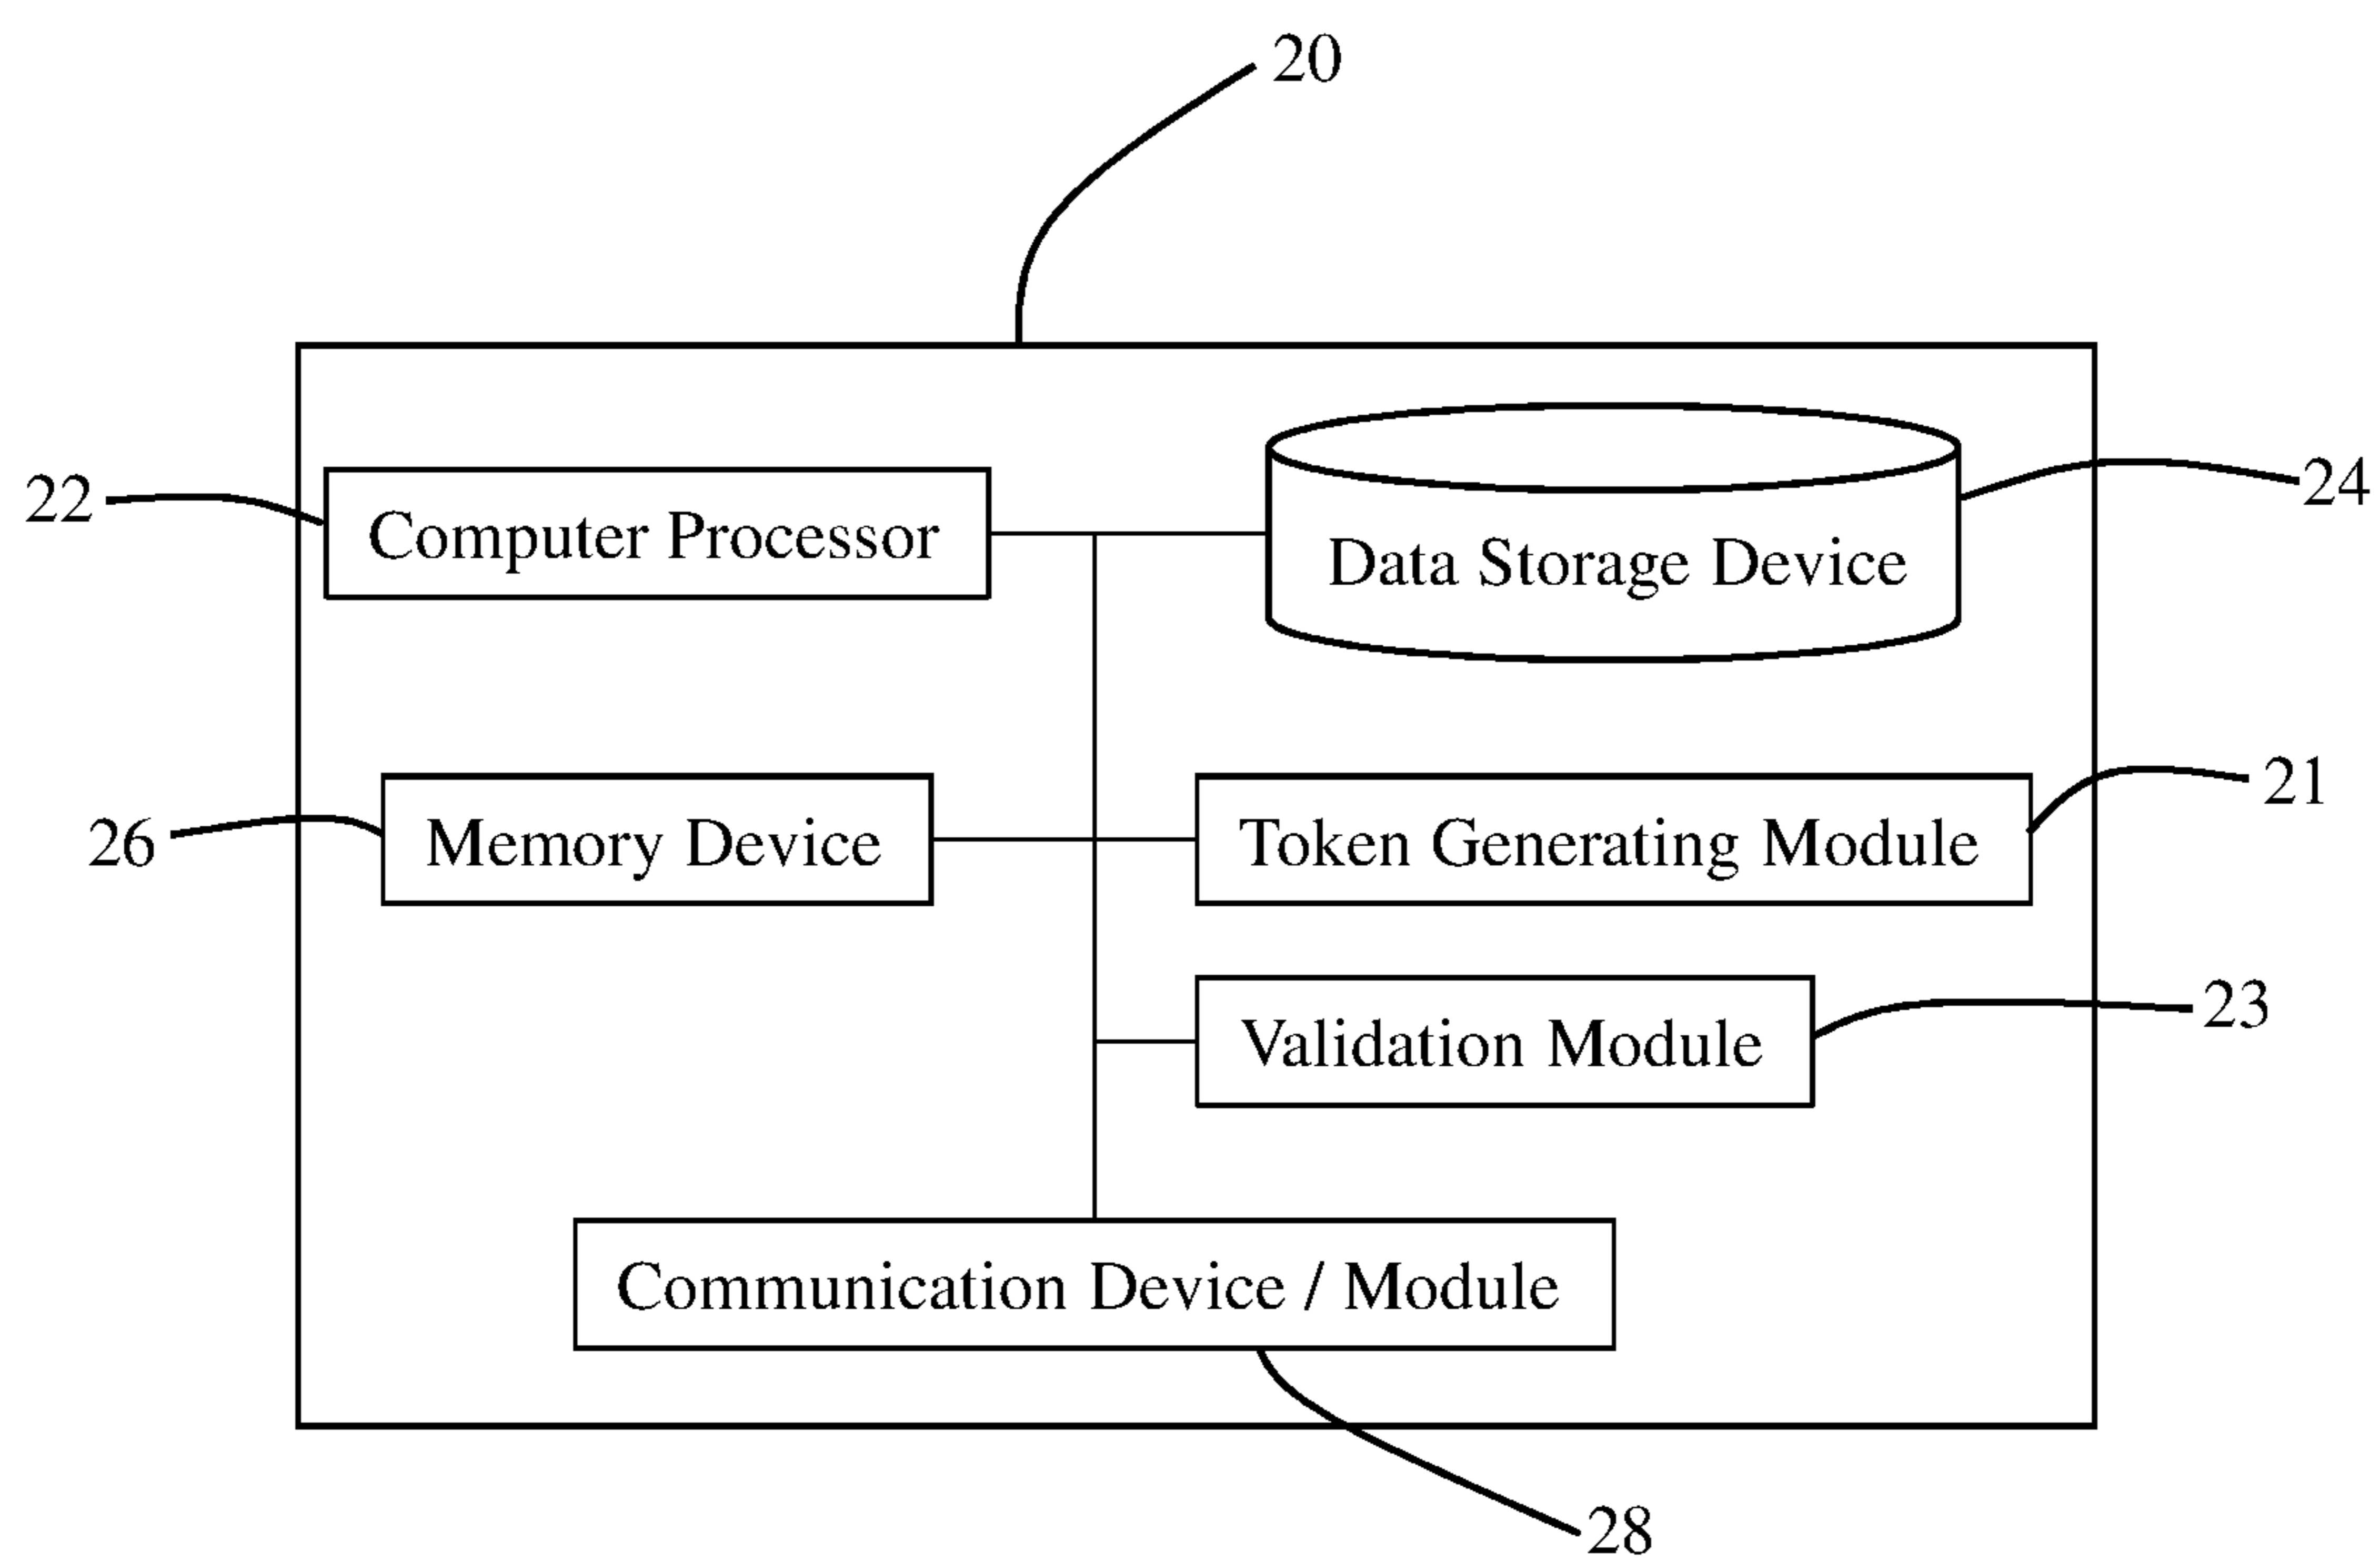 20
22
Computer Processor
Data Storage Device
24
26
Memory Device
Token Generating Module
21
Validation Module
23
Communication Device / Module
28